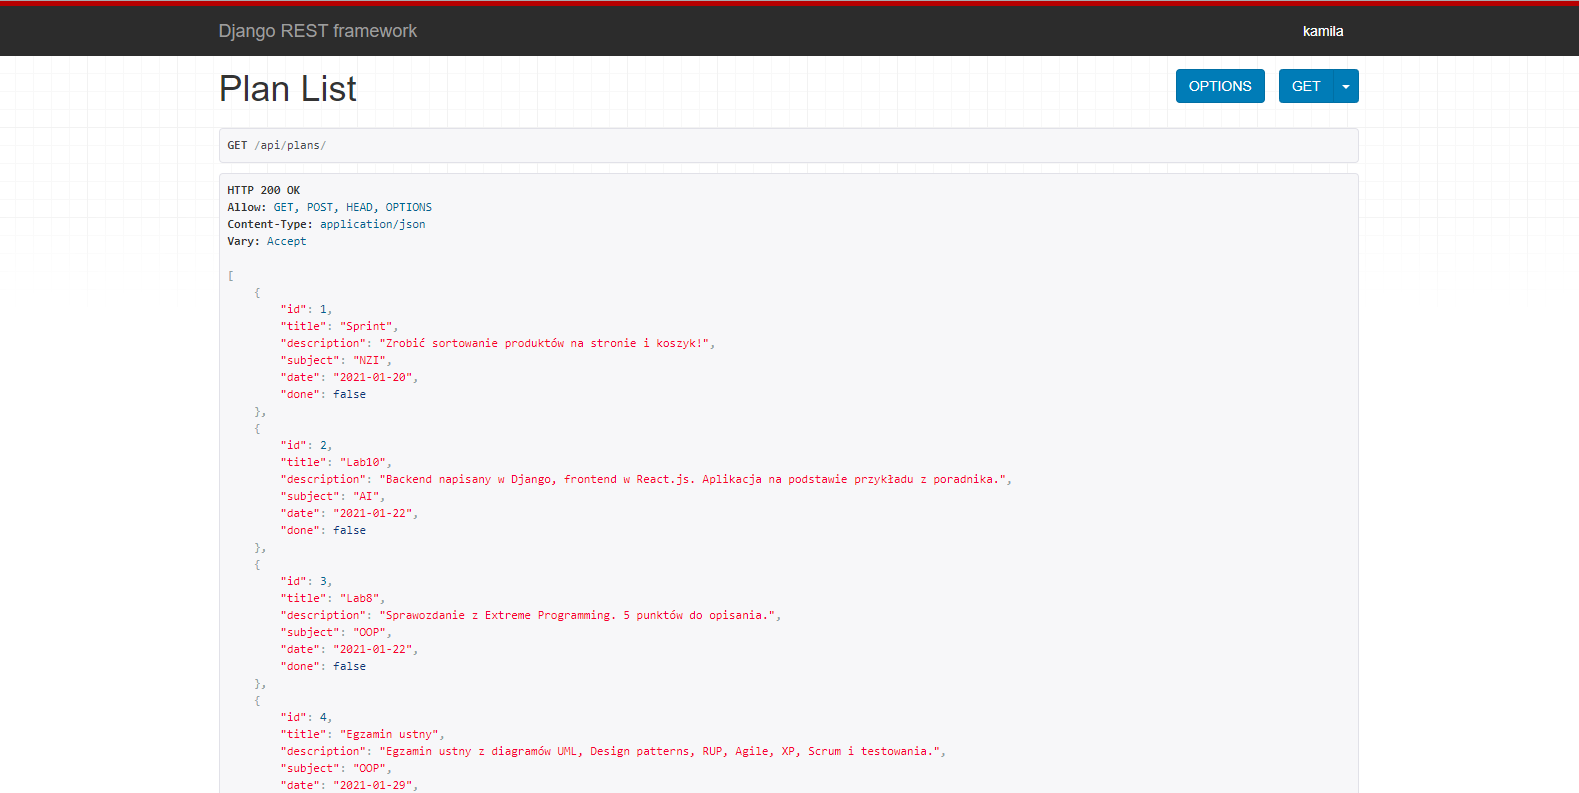 Django REST framework
kamila
Plan List
OPTIONS
GET
GET /api/plans/
HTTP 200 OK
Allow: GET, POST, HEAD, OPTIONS
Content-Type: application/json
Vary: Accept
[
{
"id": 1,
"title": "Sprint",
"description": "Zrobić sortowanie produktów na stronie i koszyk!",
"subject": "NZI",
"date": "2021-01-20",
"done": false
},
{
"id": 2,
"title": "Lab10",
"description": "Backend napisany w Django, frontend w React.js. Aplikacja na podstawie przykładu z poradnika.",
"subject": "AI",
"date": "2021-01-22",
"done": false
},
{
"id": 3,
"title": "Lab8",
"description": "Sprawozdanie z Extreme Programming. 5 punktów do opisania.",
"subject": "OOP",
"date": "2021-01-22",
"done": false
},
{
"id": 4,
"title": "Egzamin ustny",
"description": "Egzamin ustny z diagramów UML, Design patterns, RUP, Agile, XP, Scrum i testowania.",
"subject": "OOP",
"date": "2021-01-29",